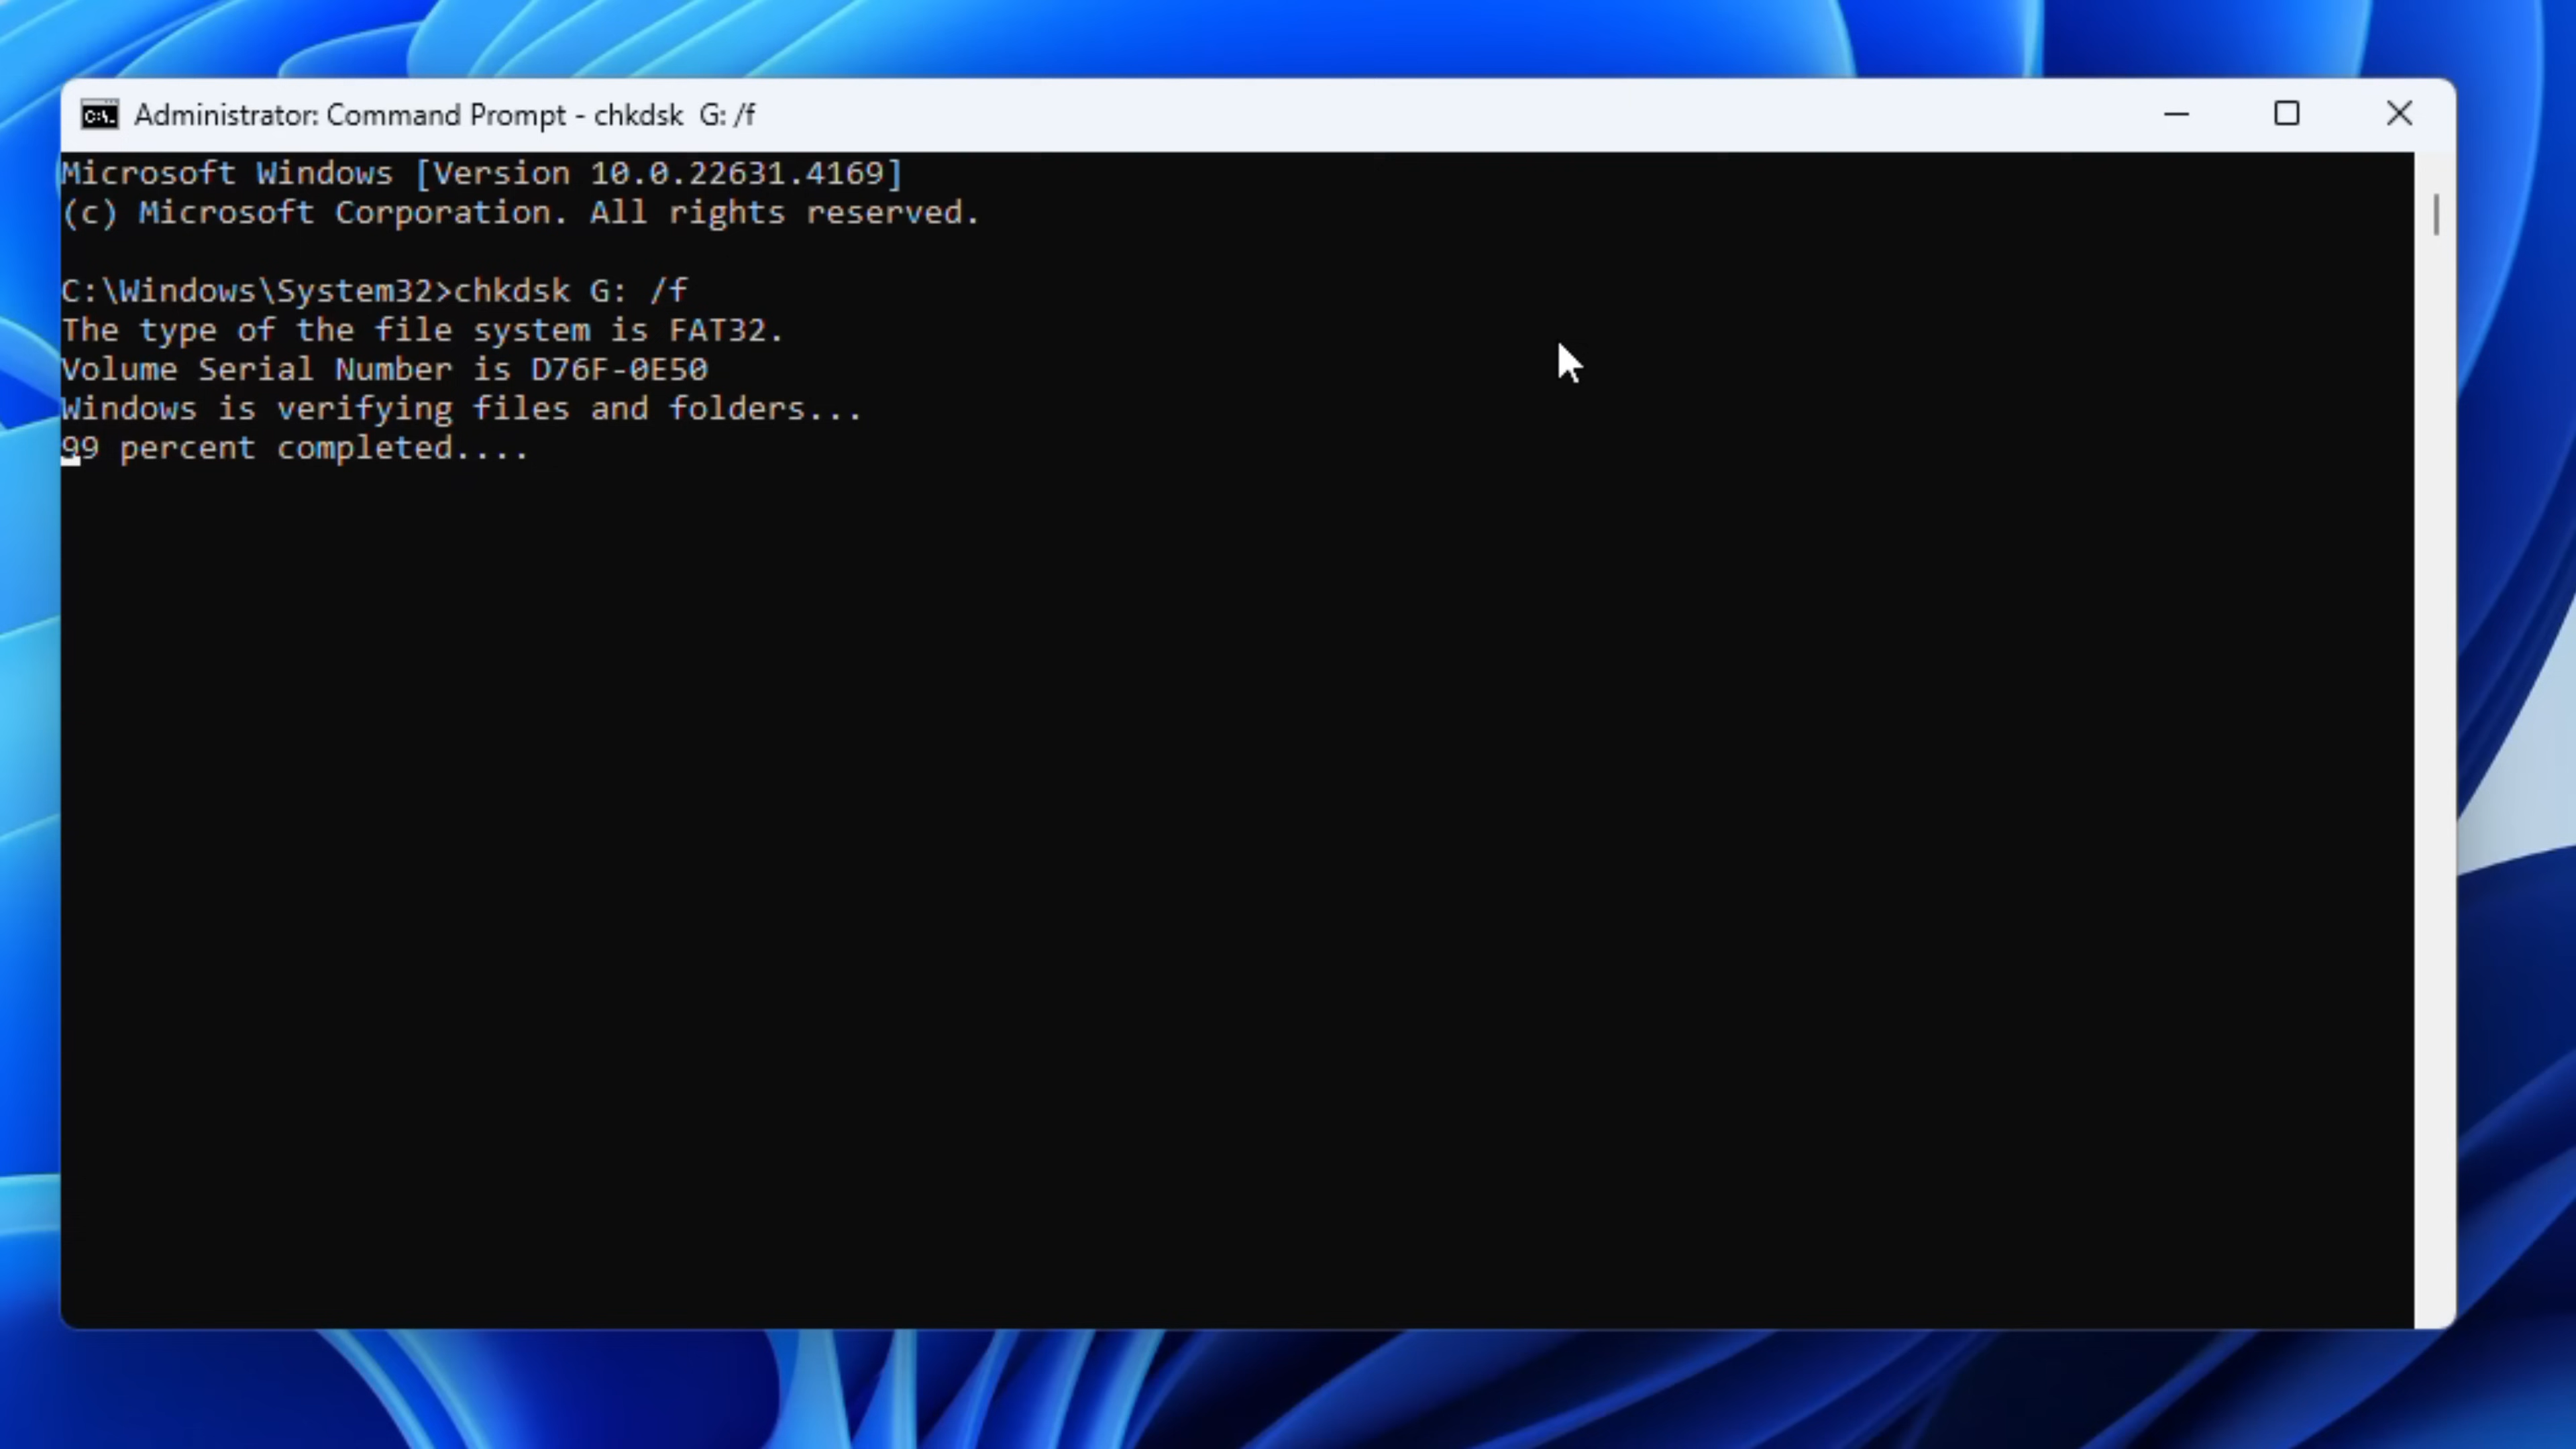 Administrator: Command Prompt - chkdsk  G: /f
Microsoft Windows [Version 10.0.22631.4169]
(c) Microsoft Corporation. All rights reserved.
C:\Windows\System32>chkdsk G: /f
The type of the file system is FAT32.
Volume Serial Number is D76F-0E50
Windows is verifying files and folders...
99 percent completed....